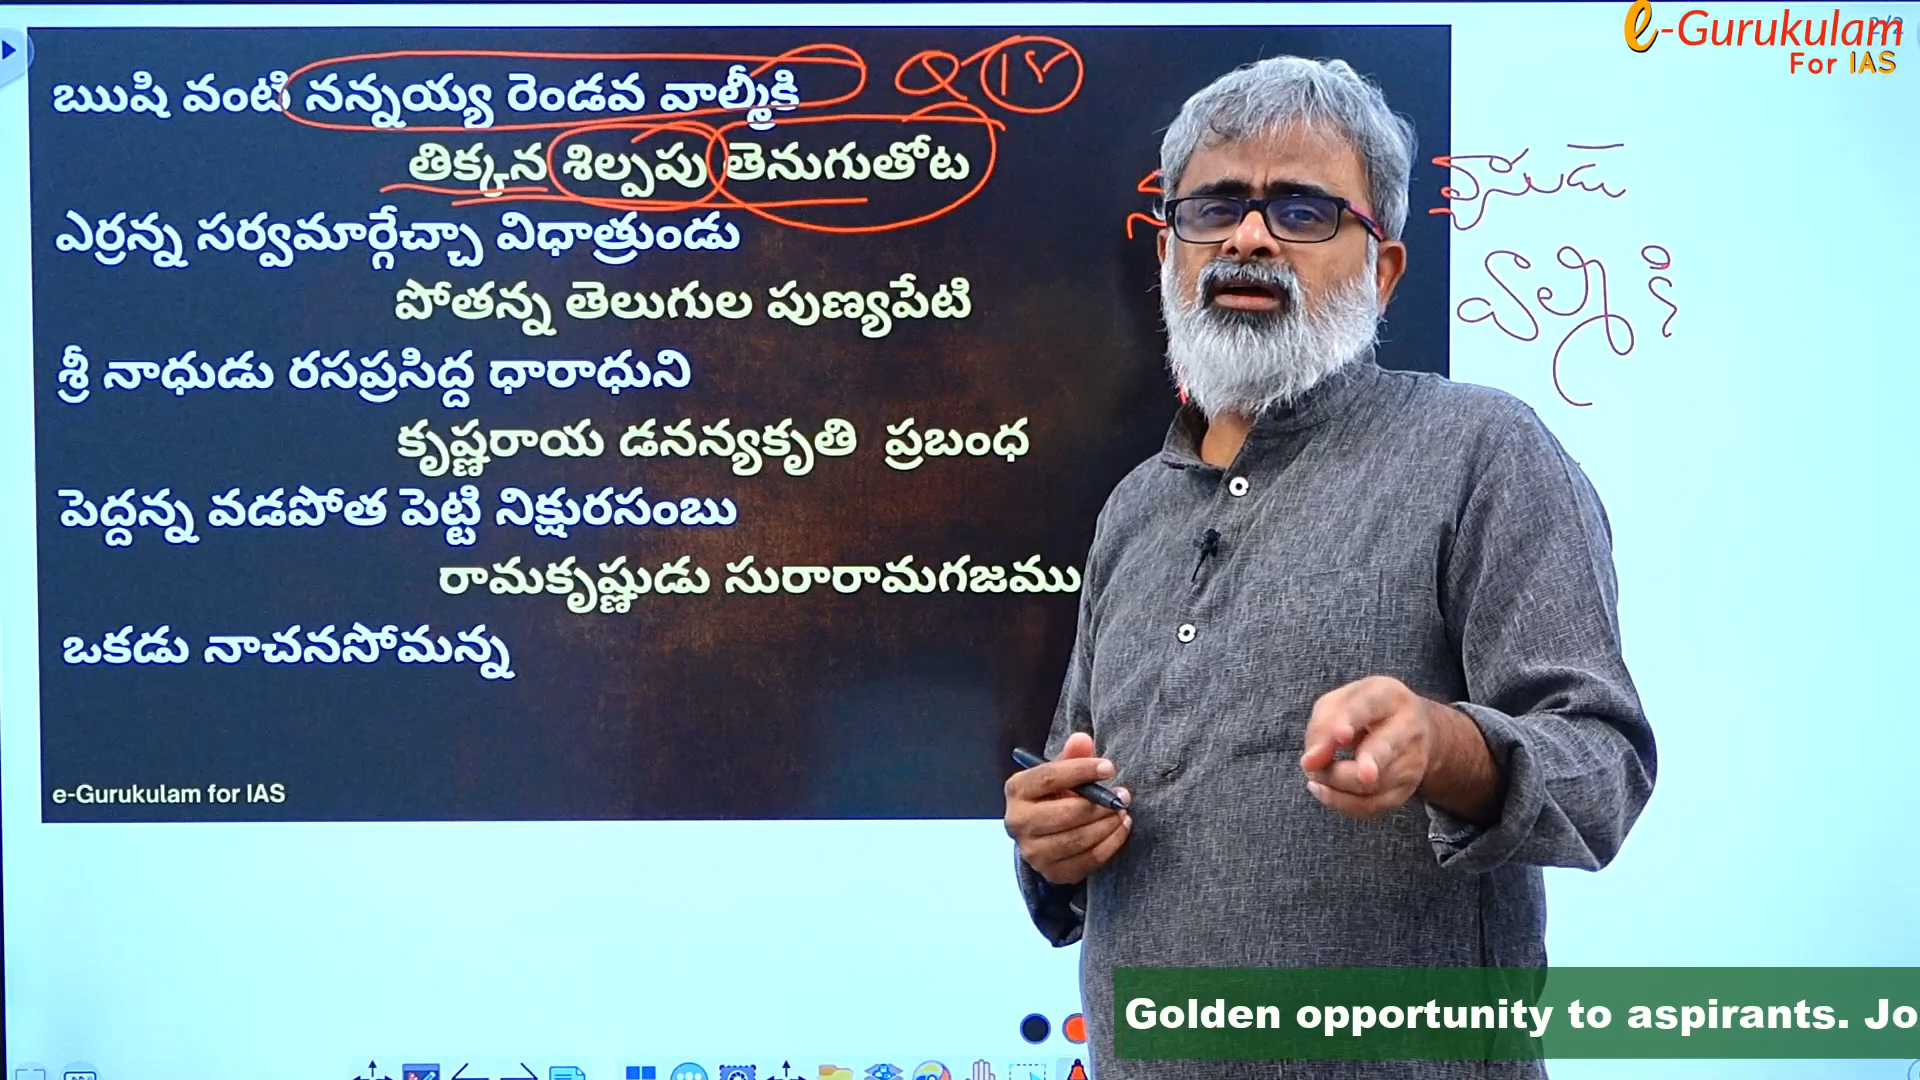 e-Gurukulam
For IAS
ఋషి వంటి నన్నయ్య రెండవ వాల్మీకి
తిక్కన శిల్పపు తెనుగుతోట
ఎర్రన్న సర్వమార్గేచ్ఛా విధాత్రుండు
పోతన్న తెలుగుల పుణ్యపేటి
శ్రీ నాధుడు రసప్రసిద్ద ధారాధుని
కృష్ణరాయ డనన్యకృతి ప్రబంధ
పెద్దన్న వడపోత పెట్టి నిక్షురసంబు
రామకృష్ణుడు సురారామగజము
ఒకడు నాచనసోమన్న
e-Gurukulam for IAS
వ్యాసుడు
వాల్మీకి
Golden opportunity to aspirants. Jo